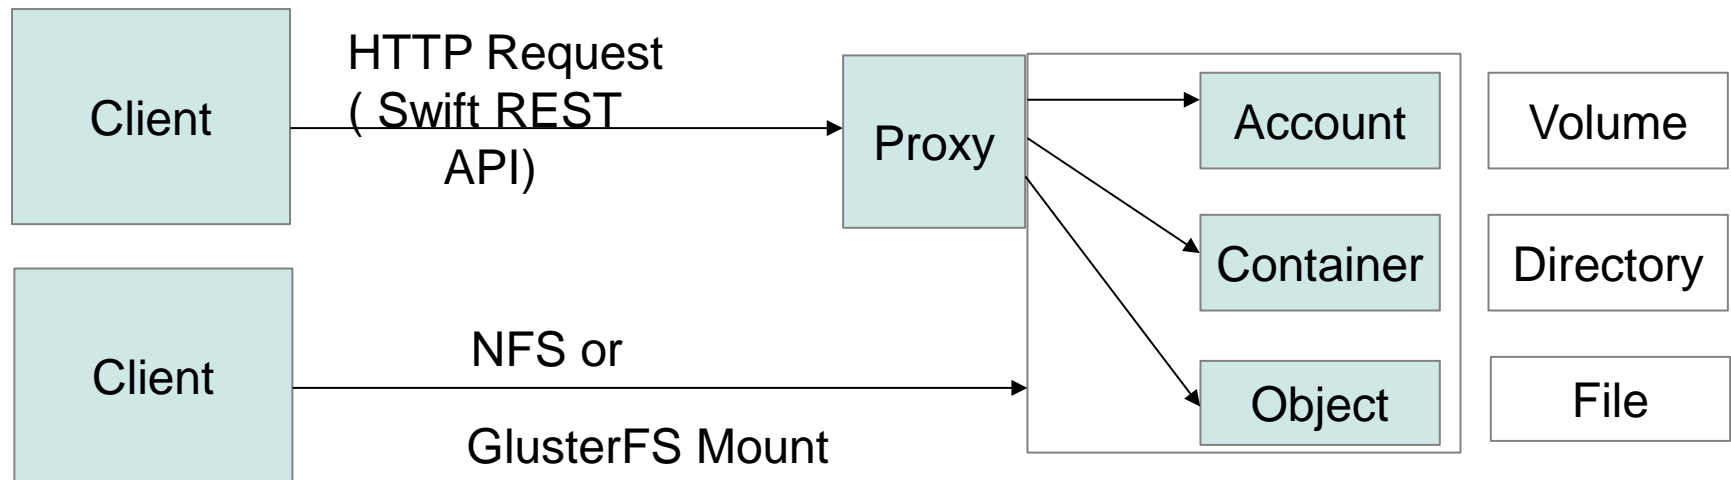 Client
HTTP Request
( Swift REST
API)
Proxy
Account
Volume
Container
Directory
Client
NFS or
GlusterFS Mount
Object
File